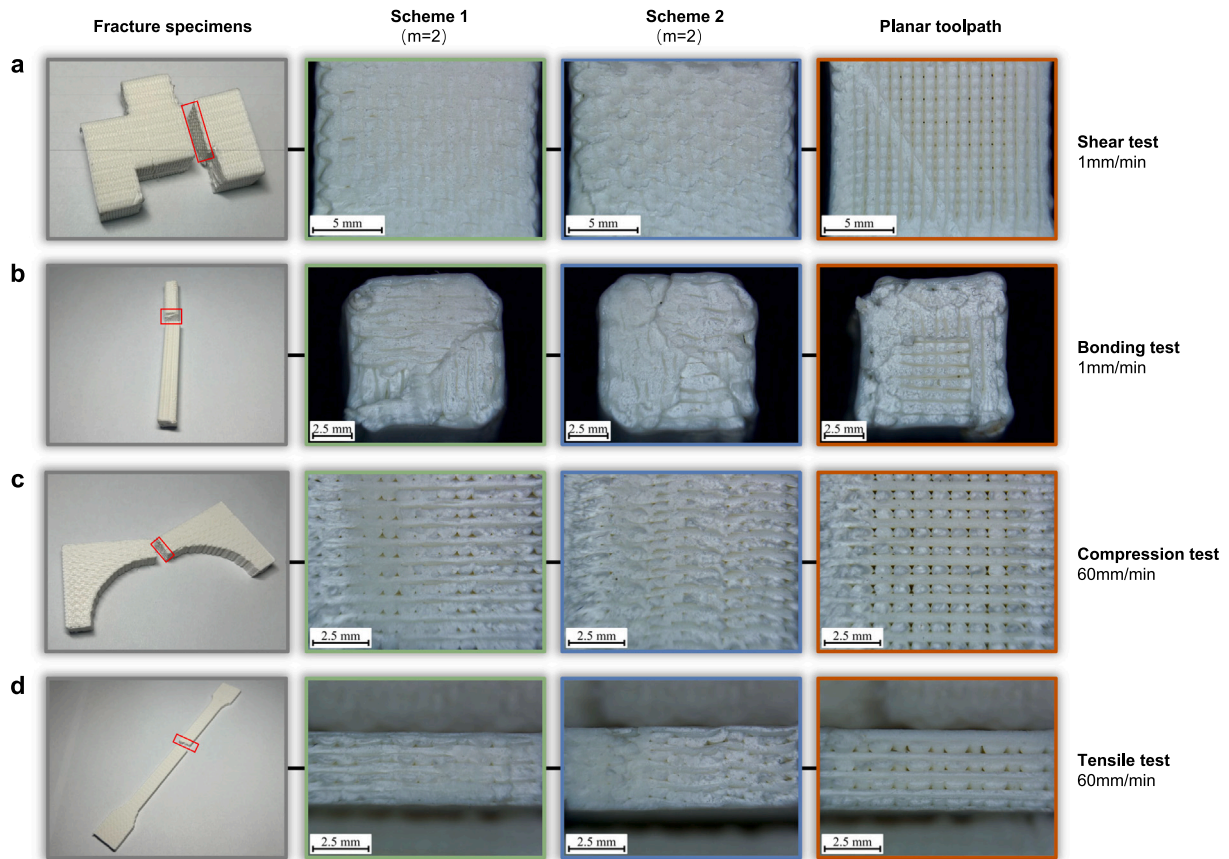 Fracture specimens
Scheme 1
(m=2)
Scheme 2
(m=2)
Planar toolpath
a
5 mm
5 mm
5 mm
Shear test
1mm/min
b
2.5 mm
2.5 mm
2.5 mm
Bonding test
1mm/min
c
2.5 mm
2.5 mm
2.5 mm
Compression test
60mm/min
d
2.5 mm
2.5 mm
2.5 mm
Tensile test
60mm/min